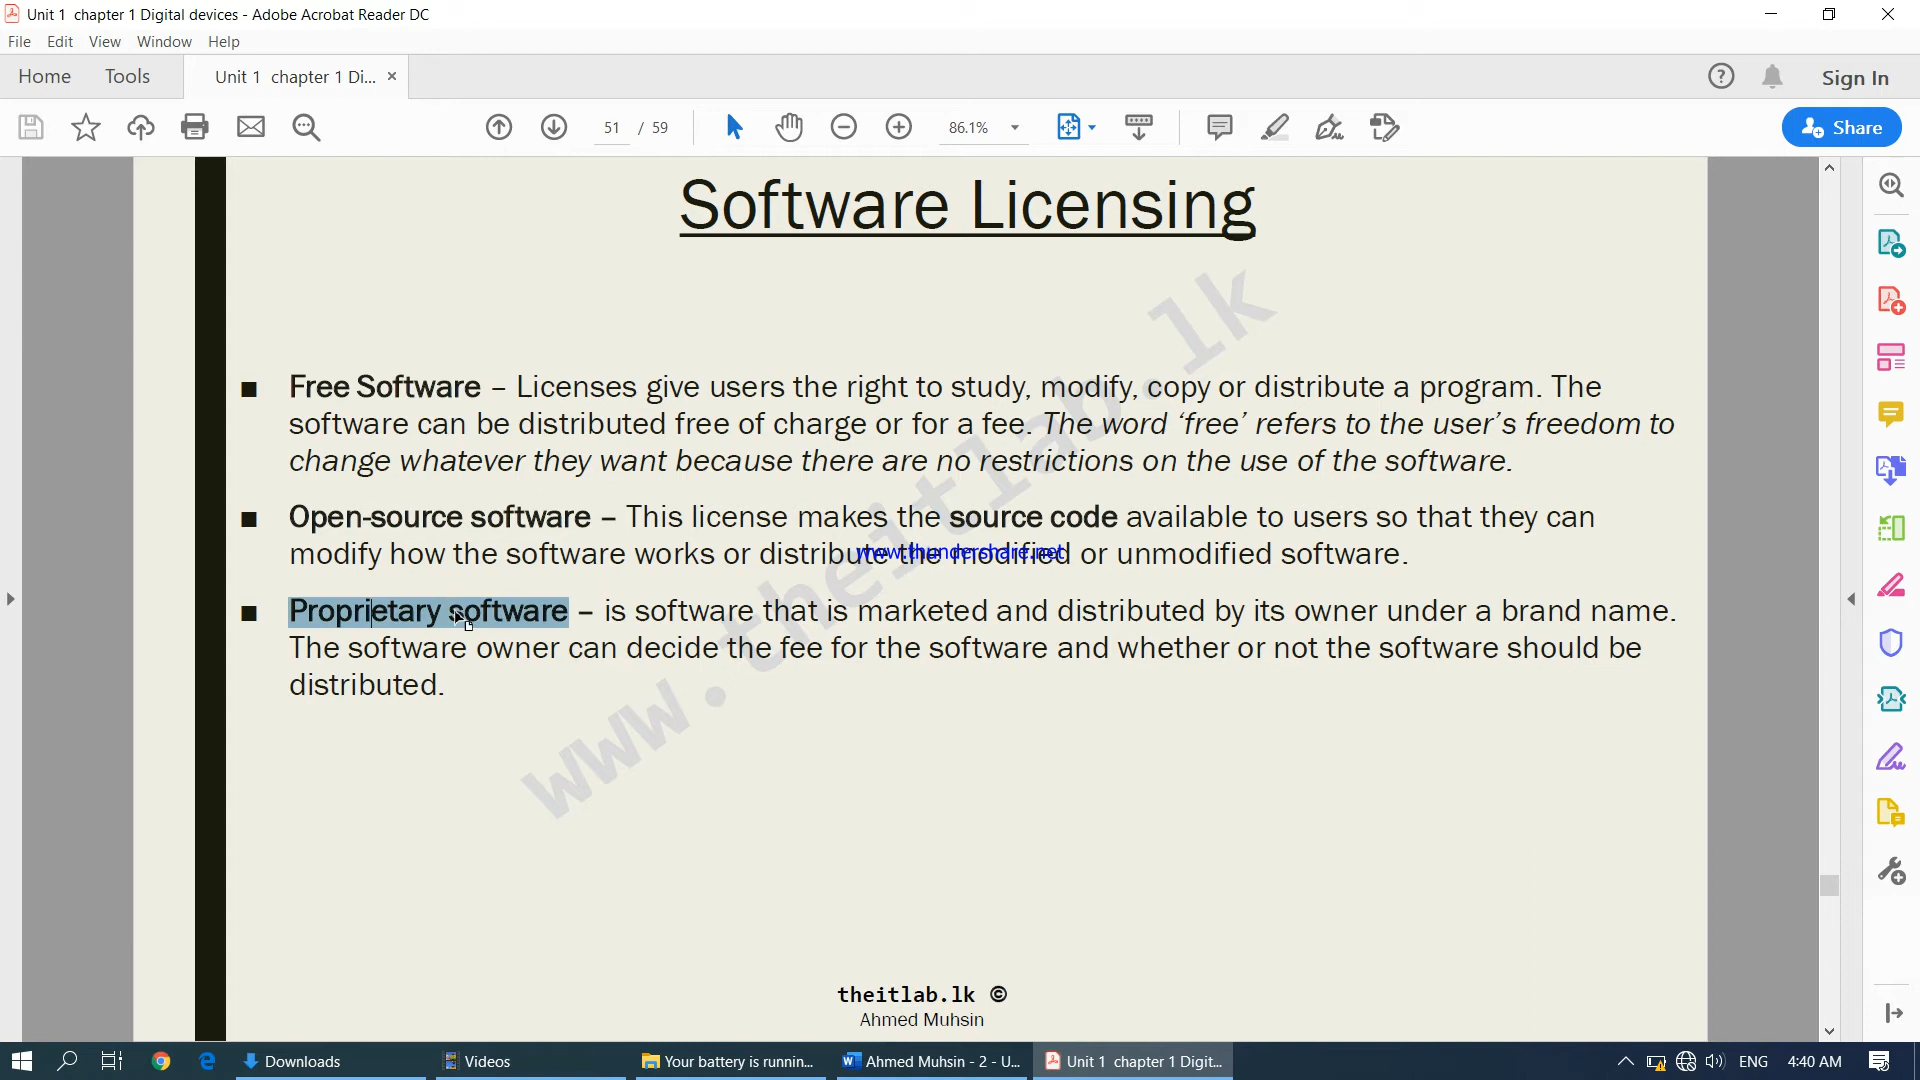 Unit 1  chapter 1 Digital devices - Adobe Acrobat Reader DC
File Edit View Window Help
Home Tools Unit 1  chapter 1 Di... × Sign In
51 / 59 86.1% Share
Software Licensing
■ Free Software – Licenses give users the right to study, modify, copy or distribute a program. The
software can be distributed free of charge or for a fee. The word ‘free’ refers to the user’s freedom to
change whatever they want because there are no restrictions on the use of the software.
■ Open-source software – This license makes the source code available to users so that they can
modify how the software works or distribute the modified or unmodified software.
www.thundershare.net
■ Proprietary software – is software that is marketed and distributed by its owner under a brand name.
The software owner can decide the fee for the software and whether or not the software should be
distributed.
www.theitlab.lk
theitlab.lk ©
Ahmed Muhsin
Downloads Videos Your battery is runnin... Ahmed Muhsin - 2 - U... Unit 1  chapter 1 Digit... ENG 4:40 AM